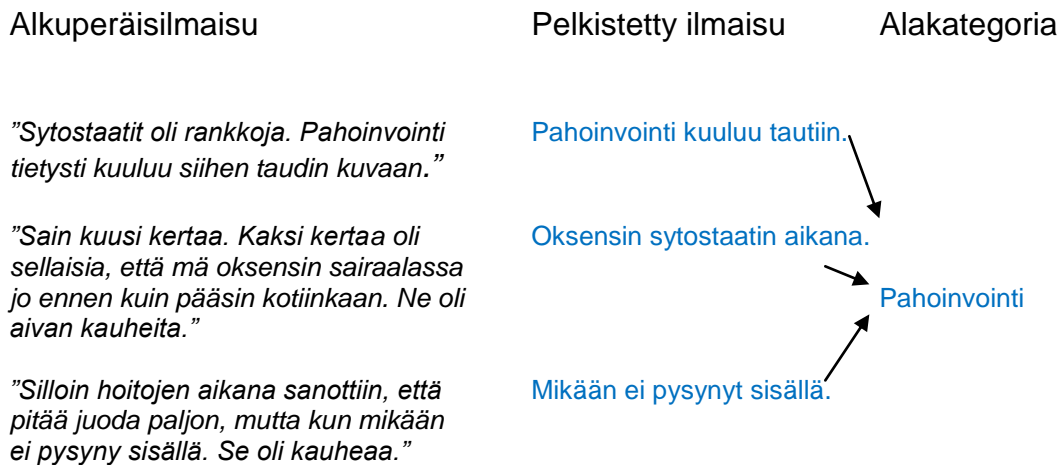 Alkuperäisilmaisu Pelkistetty ilmaisu Alakategoria
”Sytostaatit oli rankkoja. Pahoinvointi Pahoinvointi kuuluu tautiin.
tietysti kuuluu siihen taudin kuvaan.”
”Sain kuusi kertaa. Kaksi kertaa oli Oksensin sytostaatin aikana.
sellaisia, että mä oksensin sairaalassa
jo ennen kuin pääsin kotiinkaan. Ne oli Pahoinvointi
aivan kauheita.”
”Silloin hoitojen aikana sanottiin, että Mikään ei pysynyt sisällä.
pitää juoda paljon, mutta kun mikään
ei pysyny sisällä. Se oli kauheaa.”